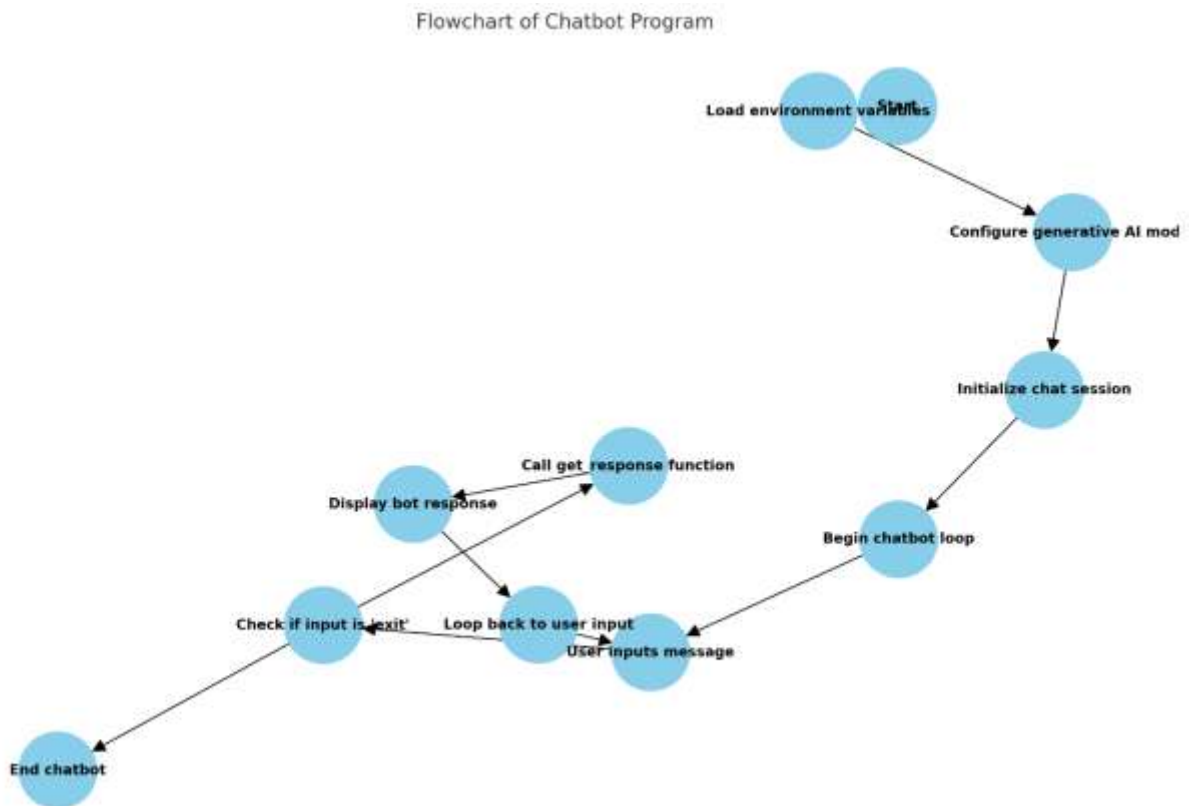 Flowchart of Chatbot Program
Start
Load environment variables
Configure generative AI mod
Initialize chat session
Begin chatbot loop
User inputs message
Check if input is 'exit'
Call get_response function
Display bot response
Loop back to user input
End chatbot